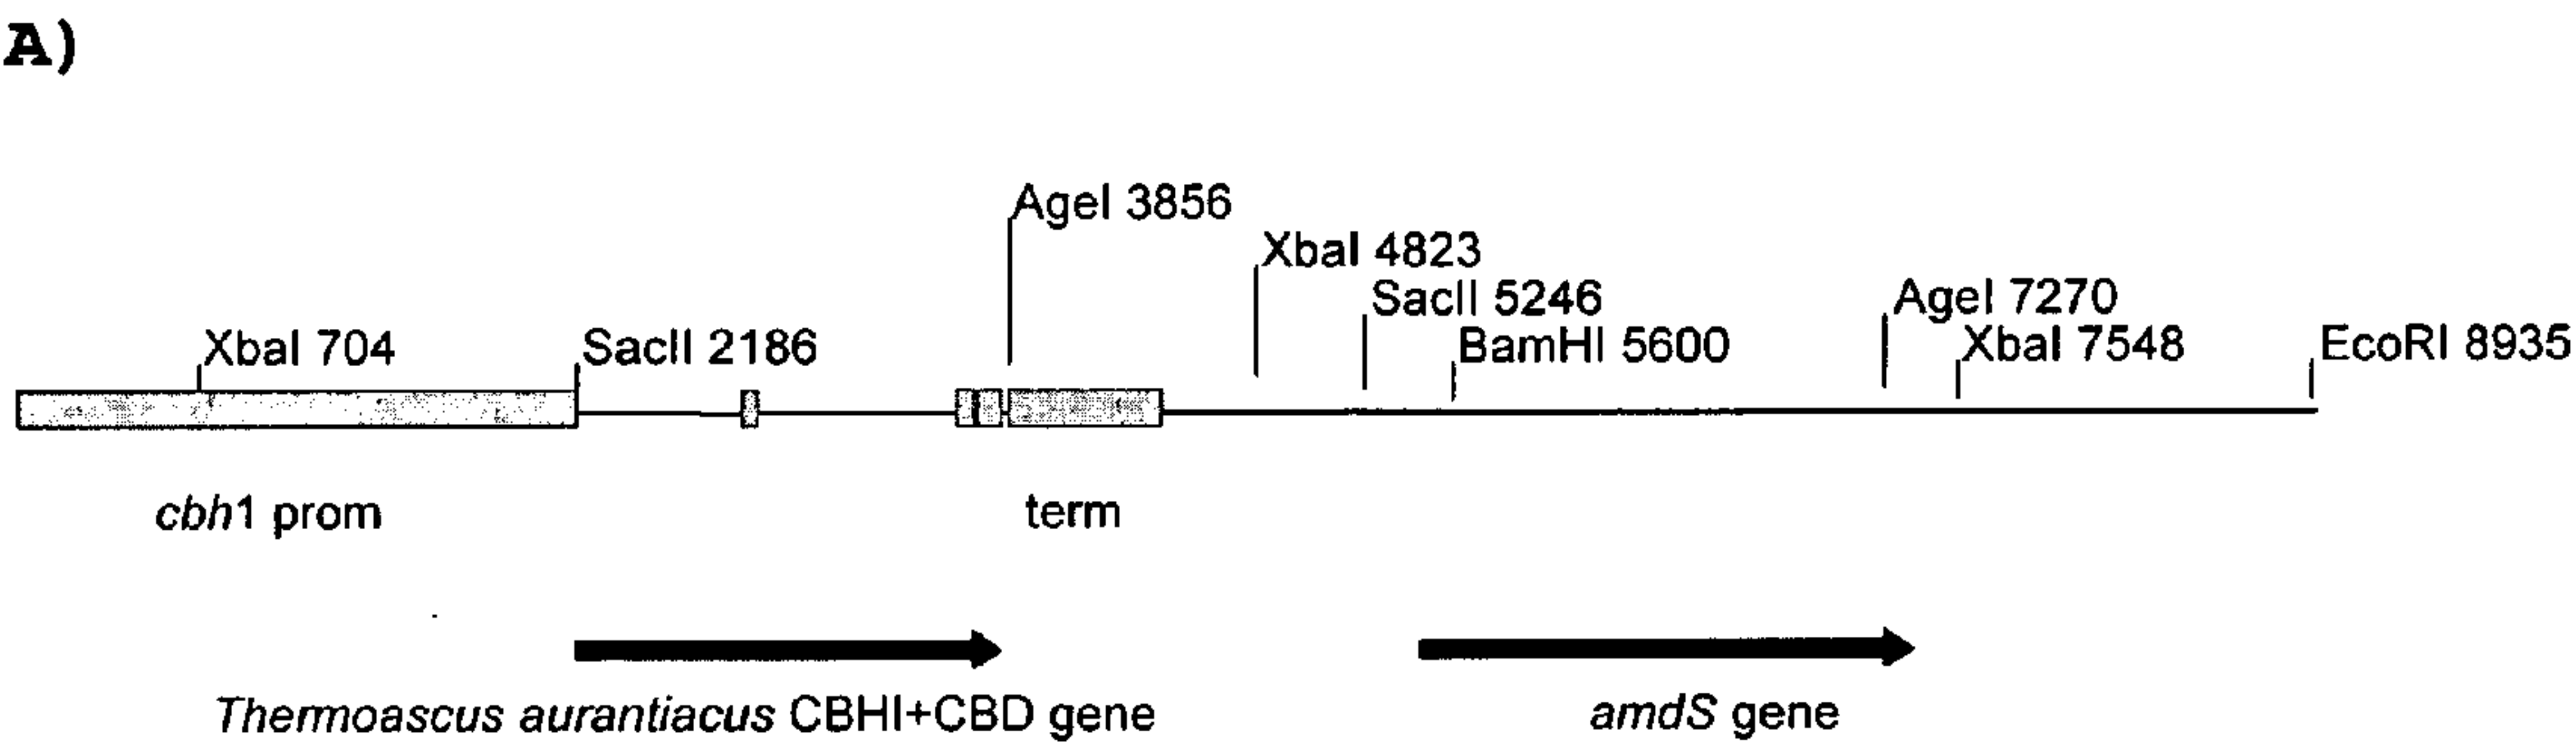 A)
AgeI 3856
XbaI 4823
SacII 5246
AgeI 7270
XbaI 704
SacII 2186
BamHI 5600
XbaI 7548
EcoRI 8935
cbh1 prom
term
Thermoascus aurantiacus CBHI+CBD gene
amdS gene